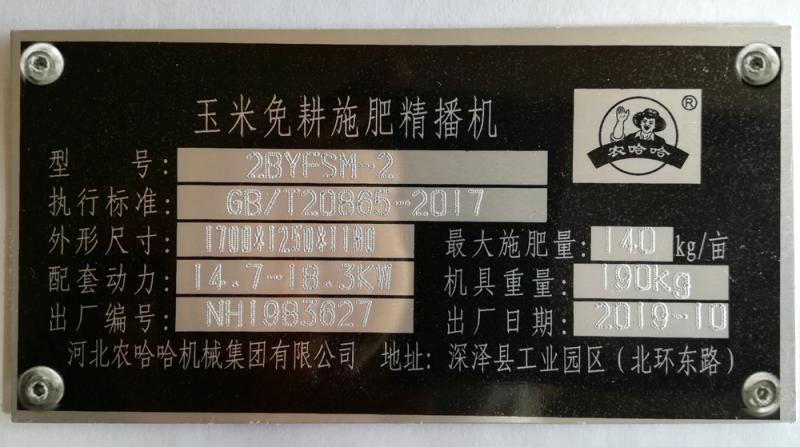 玉米免耕施肥精播机
®
农哈哈
型 号: 2BYFSM-2
执行标准: GB/T20865-2017
外形尺寸: 1700*1250*1180 最大施肥量: 140 kg/亩
配套动力: 14.7-18.3KW 机具重量: 190kg
出厂编号: NH1983627 出厂日期: 2019-10
河北农哈哈机械集团有限公司 地址: 深泽县工业园区（北环东路）